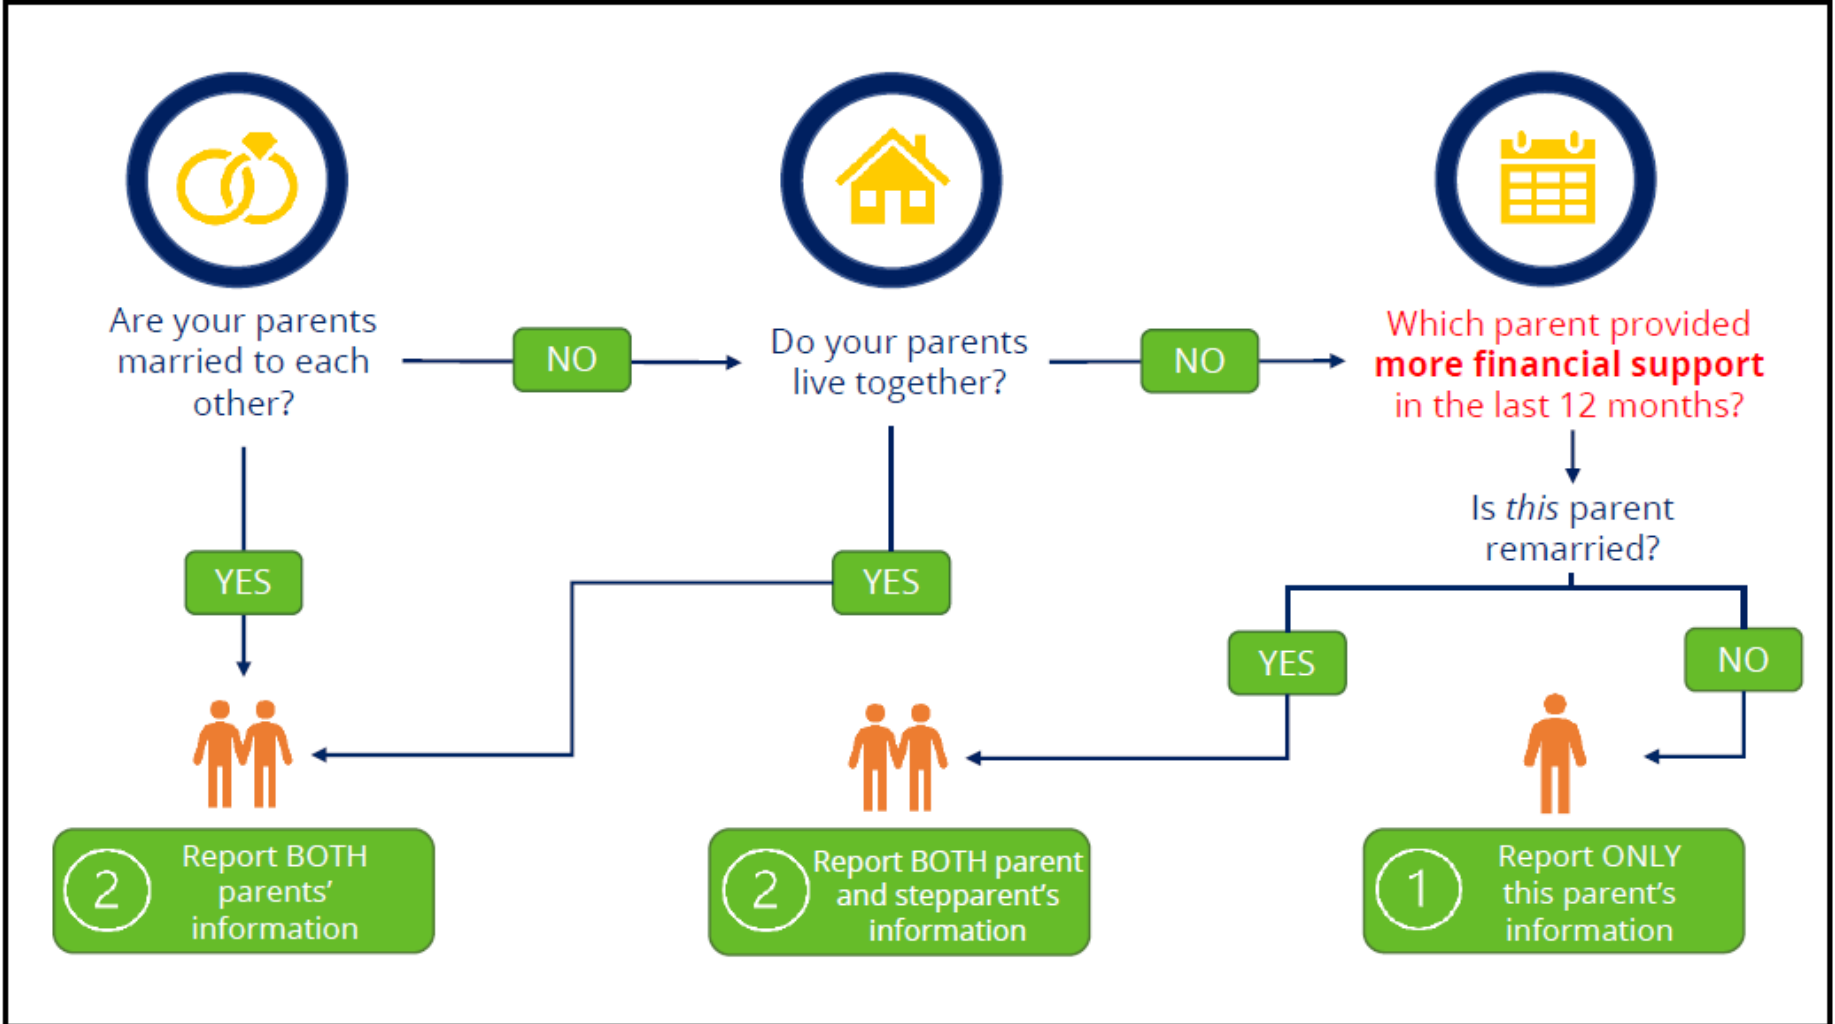 Are your parents
married to each
other?
NO
Do your parents
live together?
NO
Which parent provided
more financial support
in the last 12 months?
Is this parent
remarried?
YES
YES
YES
NO
2
Report BOTH
parents’
information
2
Report BOTH parent
and stepparent’s
information
1
Report ONLY
this parent’s
information